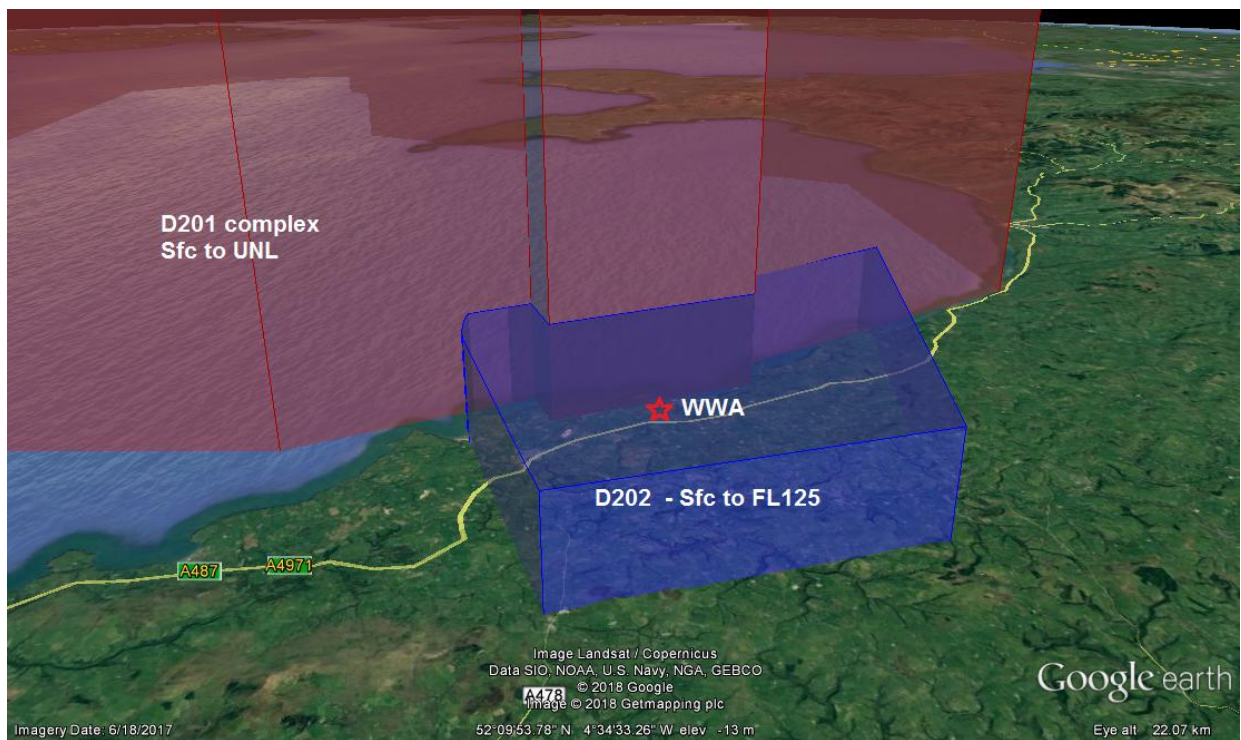 D201 complex
Sfc to UNL
WWA
D202 - Sfc to FL125
A487
A4971
Image Landsat / Copernicus
Data SIO, NOAA, U.S. Navy, NGA, GEBCO
© 2018 Google
A478
Image © 2018 Getmapping plc
Google earth
Imagery Date: 6/18/2017
52°09'53.78" N 4°34'33.26" W elev -13 m
Eye alt 22.07 km